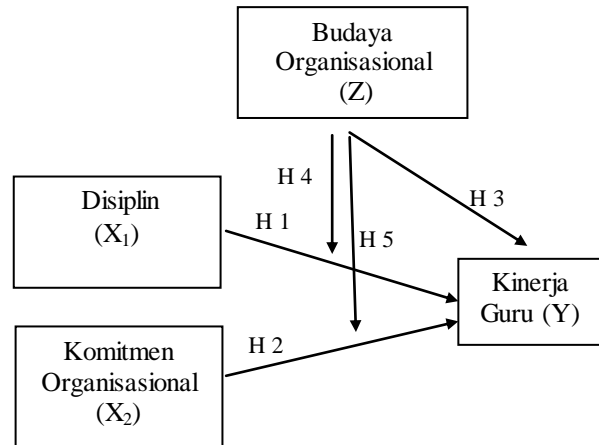 Budaya
Organisasional
(Z)
H 4
H 3
Disiplin
(X₁)
H 1
H 5
Kinerja
Guru (Y)
Komitmen
Organisasional
(X₂)
H 2